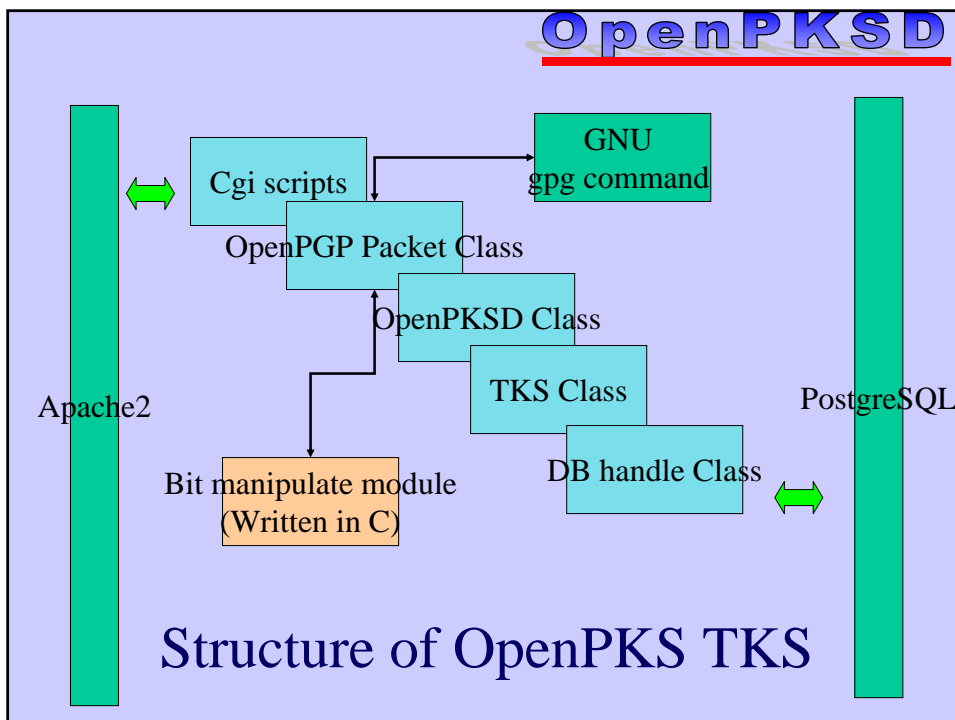 OpenPKSD
GNU
gpg command
Cgi scripts
OpenPGP Packet Class
OpenPKSD Class
TKS Class
Apache2
PostgreSQL
DB handle Class
Bit manipulate module
(Written in C)
Structure of OpenPKS TKS